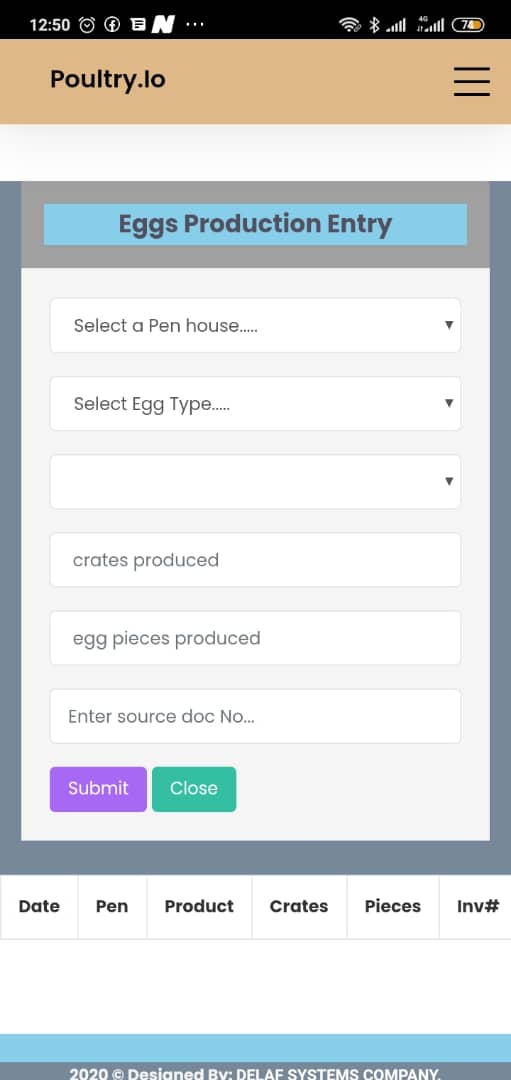 12:50
4G
74
Poultry.Io
Eggs Production Entry
Select a Pen house.....
Select Egg Type.....
crates produced
egg pieces produced
Enter source doc No...
Submit Close
Date Pen Product Crates Pieces Inv#
2020 © Designed By: DELAF SYSTEMS COMPANY.